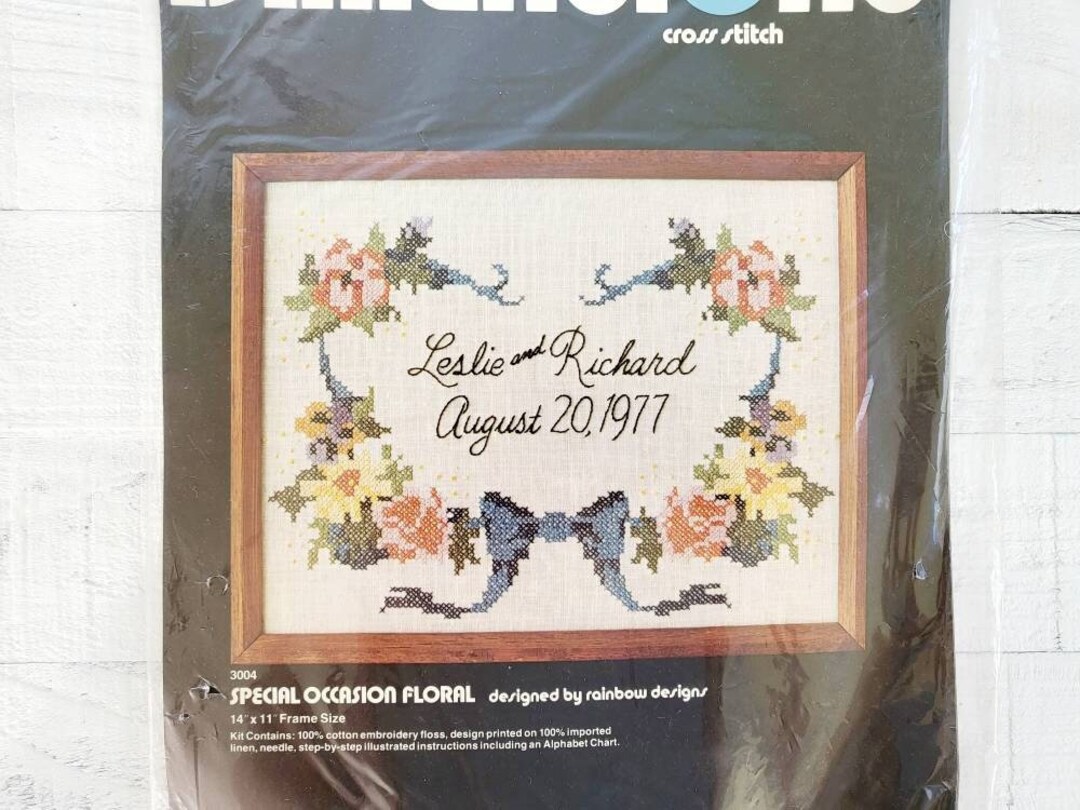 cross stitch
Leslie and Richard
August 20, 1977
3004
SPECIAL OCCASION FLORAL designed by rainbow designs
14" x 11" Frame Size
Kit Contains: 100% cotton embroidery floss, design printed on 100% imported
linen, needle, step-by-step illustrated instructions including an Alphabet Chart.